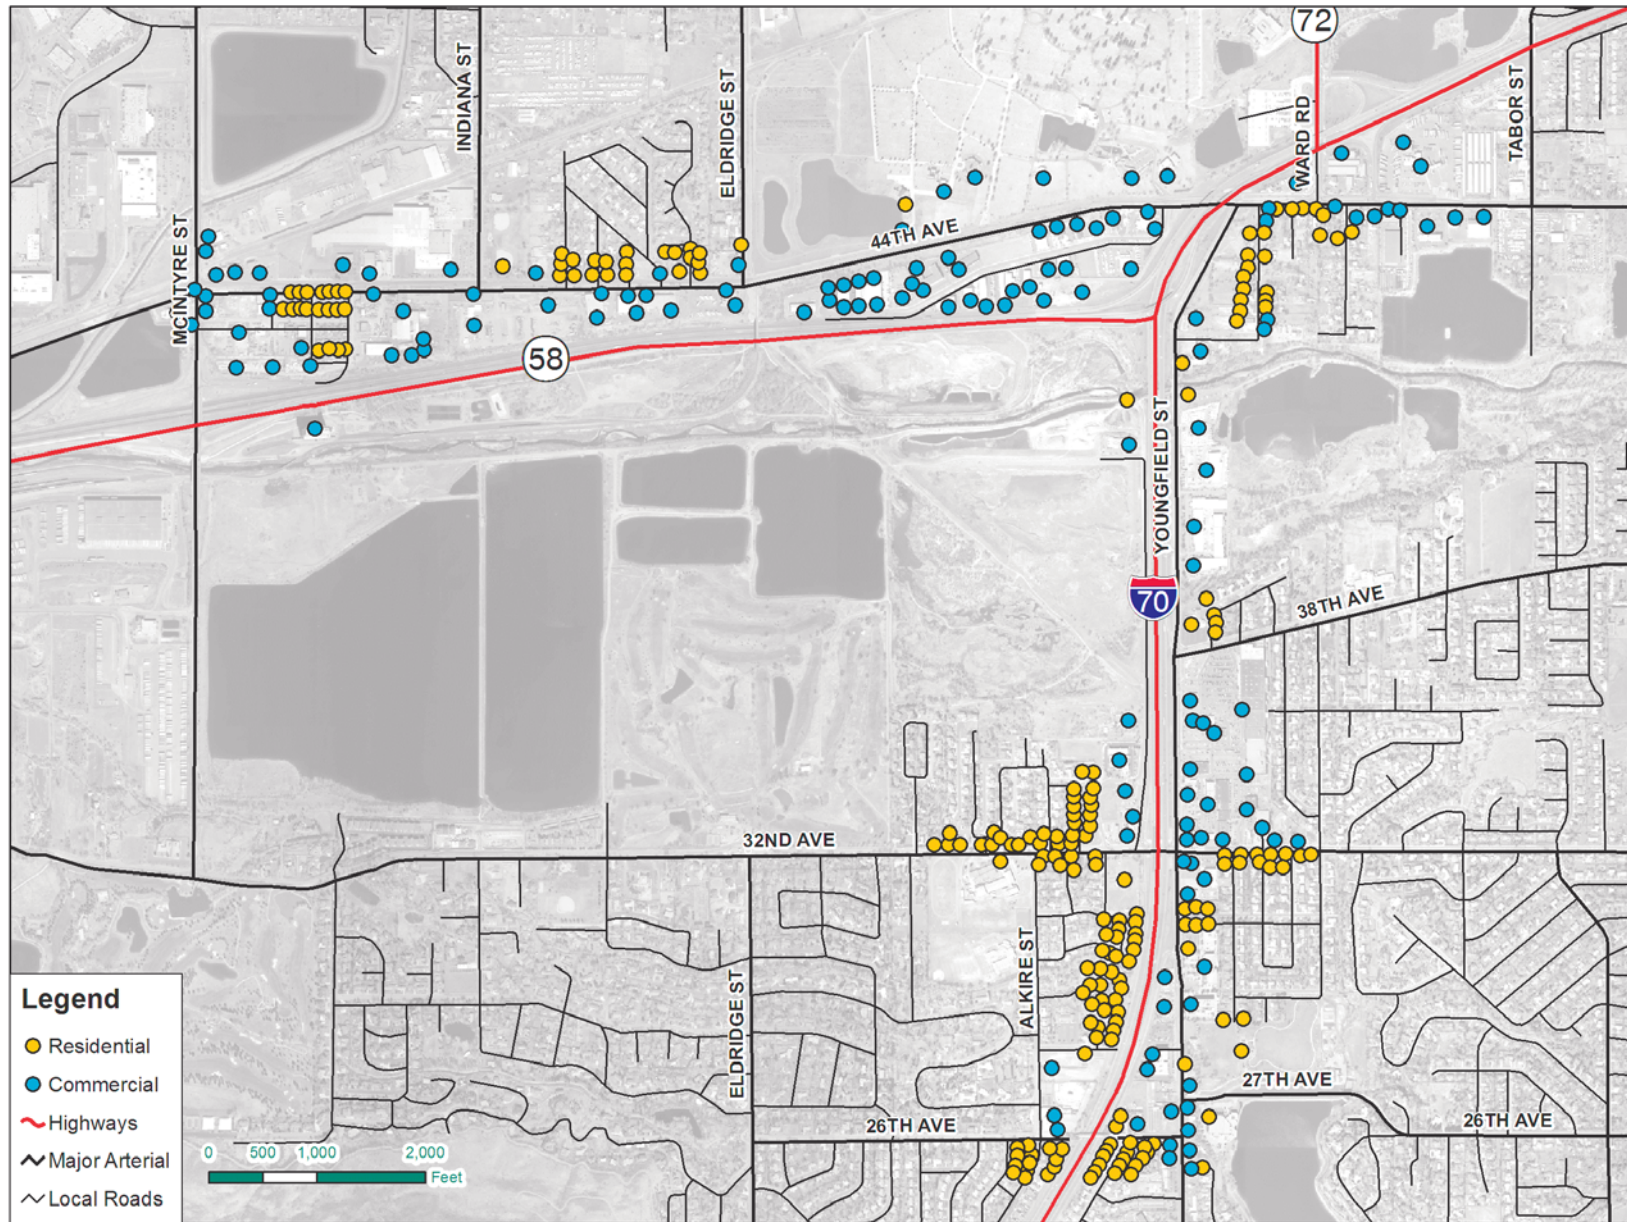 72
INDIANA ST
ELDRIDGE ST
WARD RD
TABOR ST
MCINTYRE ST
44TH AVE
58
YOUNGFIELD ST
70
38TH AVE
32ND AVE
ALKIRE ST
ELDRIDGE ST
27TH AVE
26TH AVE
26TH AVE
Legend
Residential
Commercial
Highways
Major Arterial
Local Roads
0 500 1,000 2,000
Feet